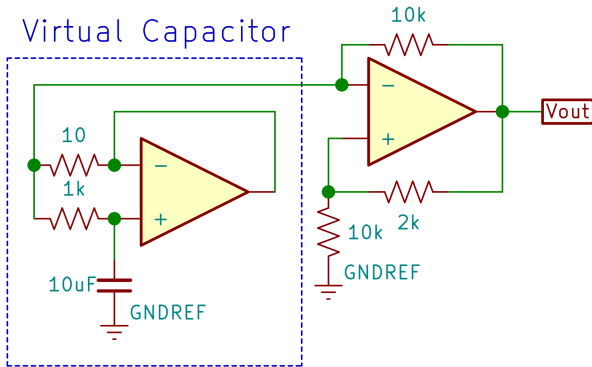 Virtual Capacitor
10k
−
+
Vout
10
1k
−
+
2k
10k
GNDREF
10uF
GNDREF